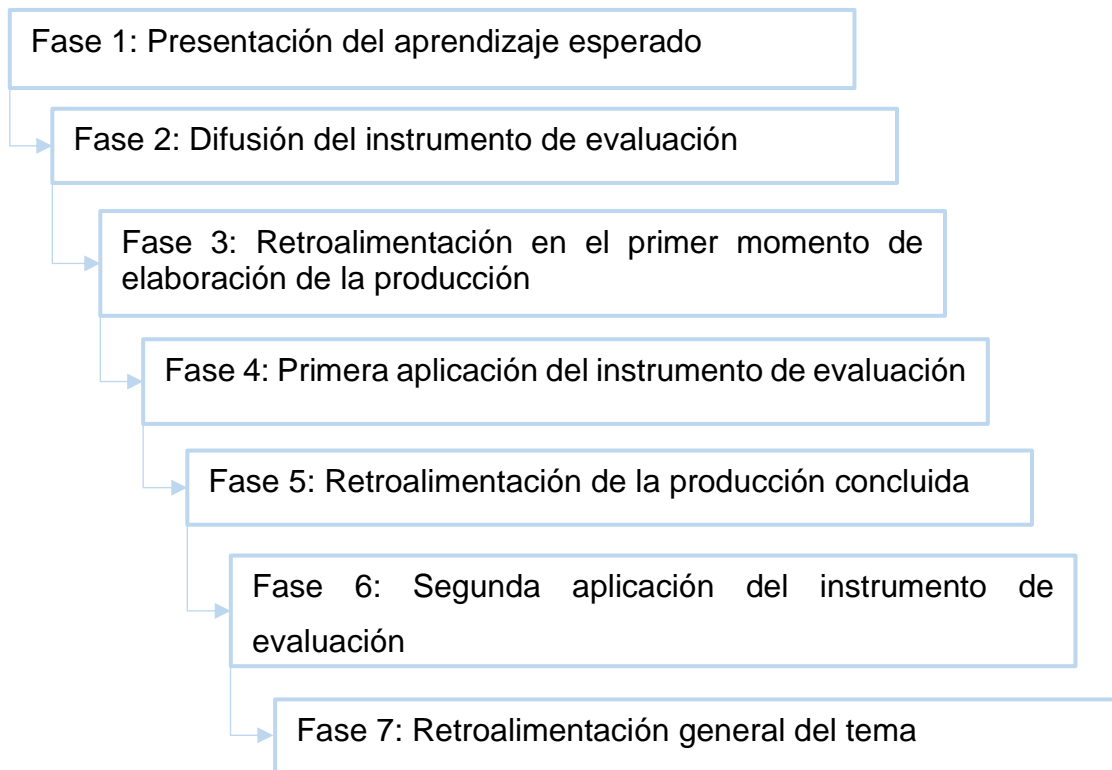 Fase 1: Presentación del aprendizaje esperado
Fase 2: Difusión del instrumento de evaluación
Fase 3: Retroalimentación en el primer momento de
elaboración de la producción
Fase 4: Primera aplicación del instrumento de evaluación
Fase 5: Retroalimentación de la producción concluida
Fase 6: Segunda aplicación del instrumento de
evaluación
Fase 7: Retroalimentación general del tema